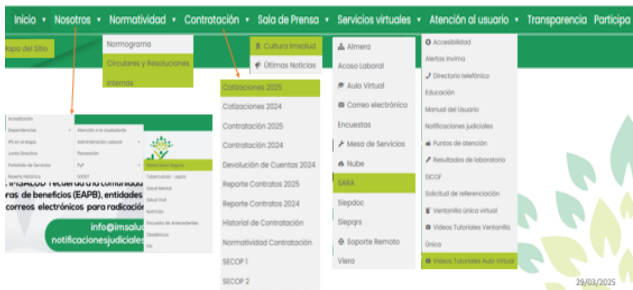 Inicio Nosotros Normatividad Contratación Sala de Prensa Servicios virtuales Atención al usuario Transparencia Participa
Mapa del Sitio
Normograma
Circulares y Resoluciones
Internas
Cultura Imsalud
Últimas Noticias
Acreditación
Dependencias
IPS en el Mapa
Junta Directiva
Portafolio de Servicios
Reseña Histórica
Atención a la ciudadanía
Administración Laboral
Planeación
PyP
SGSST
Maternidad Segura
Tuberculosis - Lepra
Salud Mental
Salud Oral
Nutrición
Encuesta de Antecedentes
Obstétricos
PAI
IMSALUD recuerda a la comunidad
ras de beneficios (EAPB), entidades
correos electrónicos para radicación
info@imsalu
notificacionesjudiciales
Cotizaciones 2025
Cotizaciones 2024
Contratación 2025
Contratación 2024
Devolución de Cuentas 2024
Reporte Contratos 2025
Reporte Contratos 2024
Historial de Contratación
Normatividad Contratación
SECOP 1
SECOP 2
Almera
Acoso Laboral
Aula Virtual
Correo electrónico
Encuestas
Mesa de Servicios
Nube
SARA
Siepdoc
Siepqrs
Soporte Remoto
Viera
Accesibilidad
Alertas Invima
Directorio telefónico
Educación
Manual del Usuario
Notificaciones judiciales
Puntos de atención
Resultados de laboratorio
SICOF
Solicitud de referenciación
Ventanilla única virtual
Videos Tutoriales Ventanilla
Única
Videos Tutoriales Aula Virtual
29/03/2025